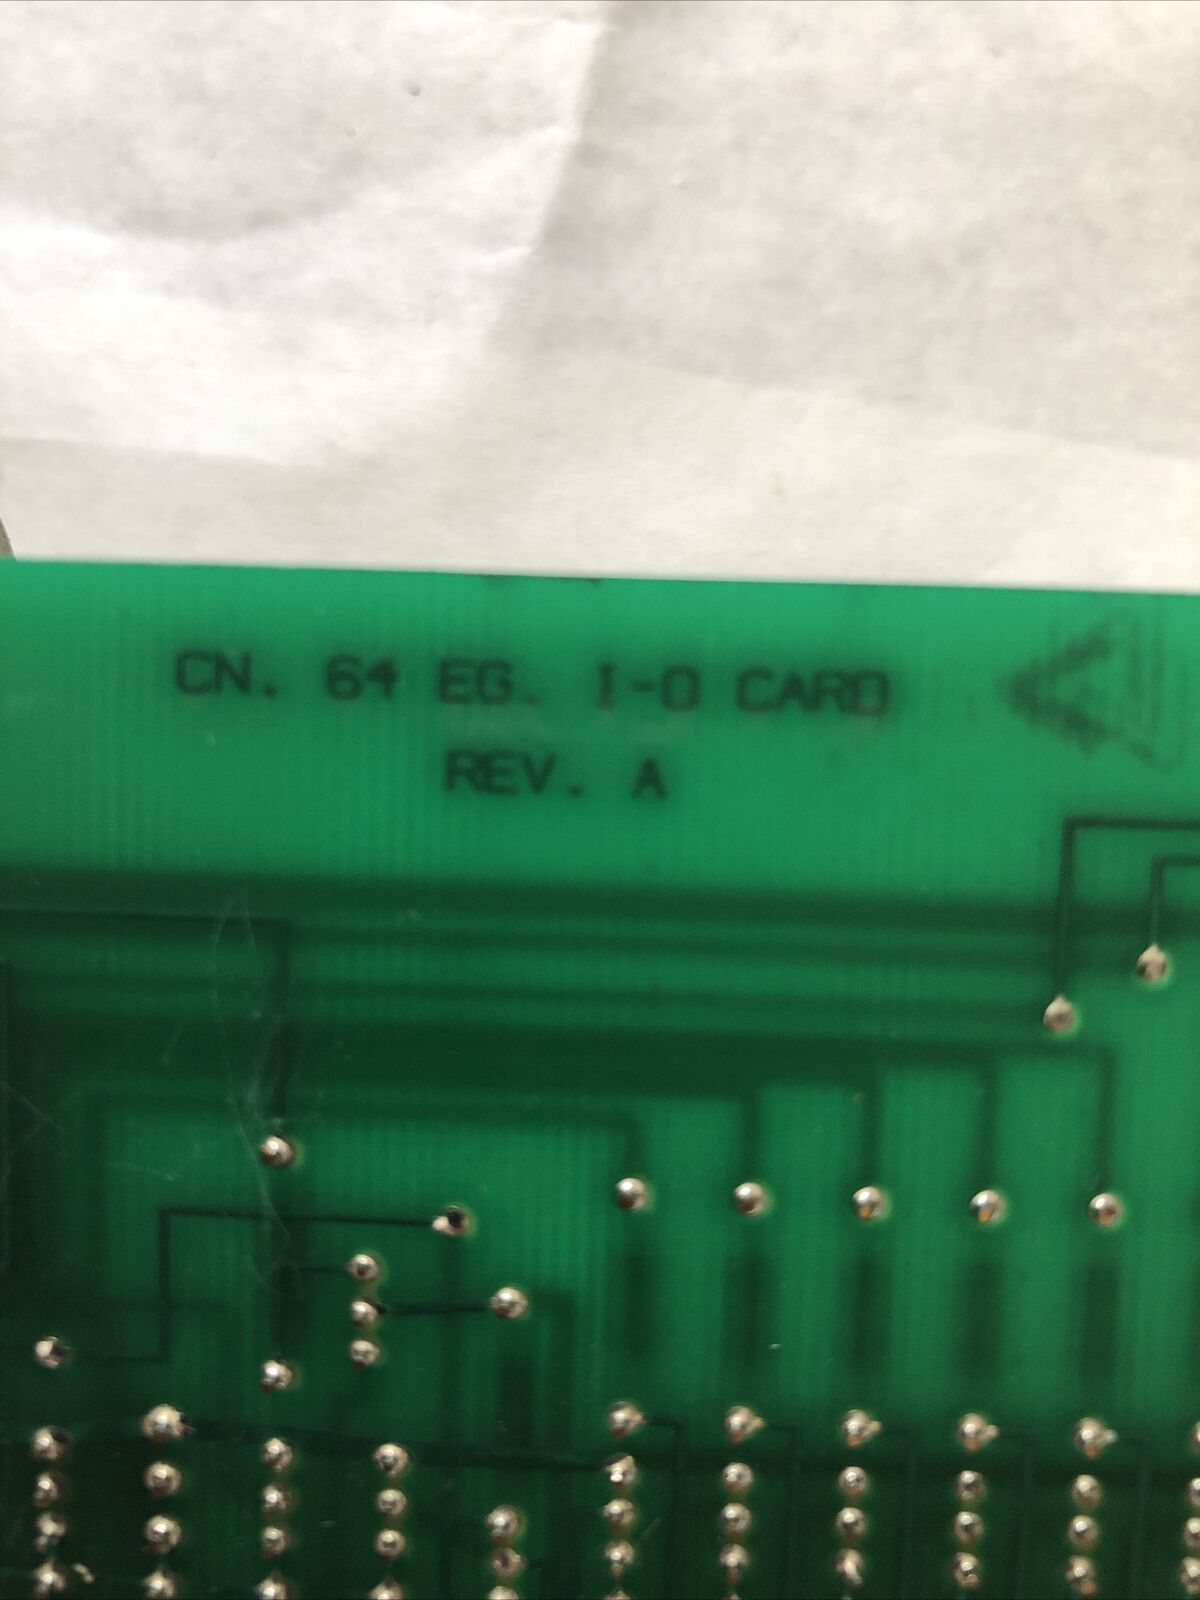 CN. 64 EG. I-O CARD
REV. A